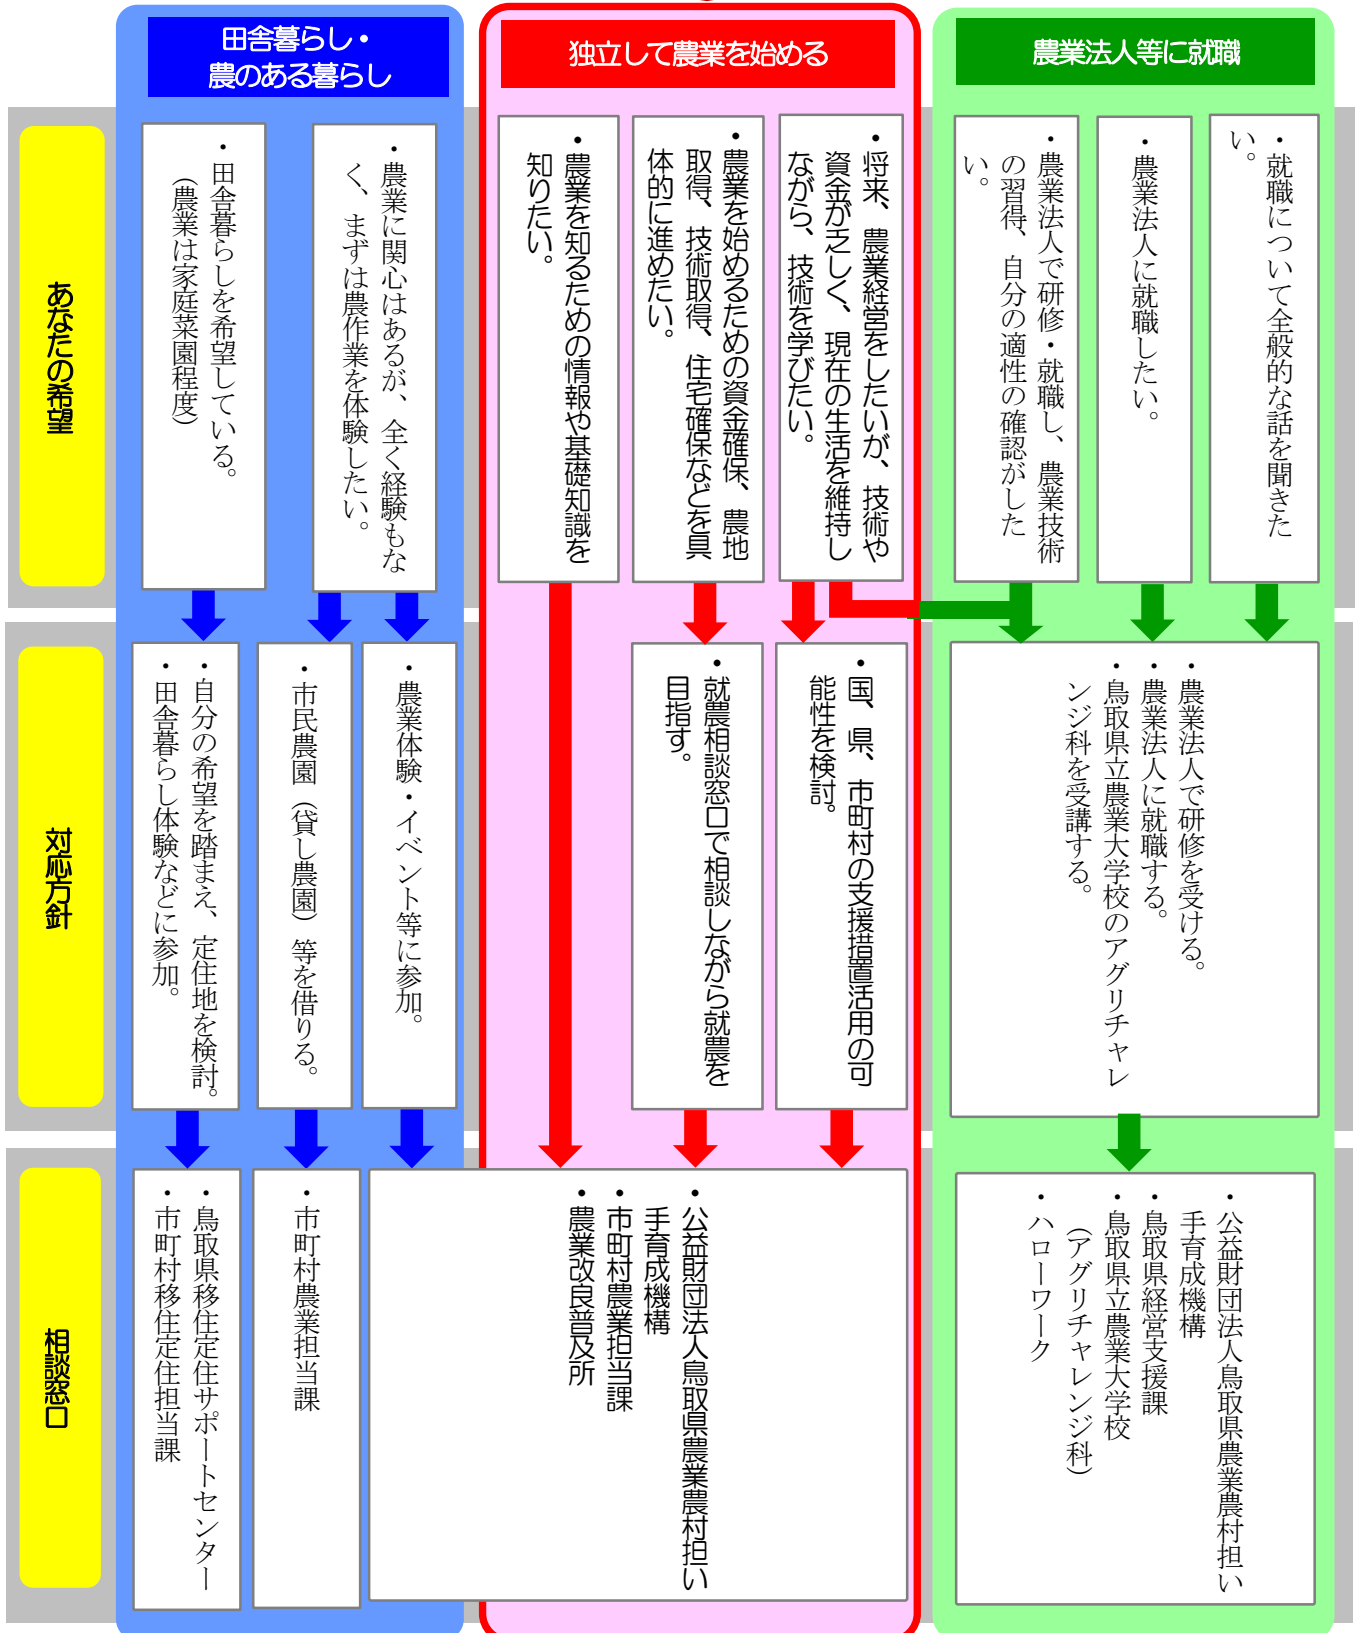 田舎暮らし・
農のある暮らし
独立して農業を始める
農業法人等に就職
あなたの希望
・田舎暮らしを希望している。
（農業は家庭菜園程度）
・農業に関心はあるが、全く経験もな
く、まずは農作業を体験したい。
・農業を知るための情報や基礎知識を
知りたい。
・農業を始めるための資金確保、農地
取得、技術取得、住宅確保などを具
体的に進めたい。
・将来、農業経営をしたいが、技術や
資金が乏しく、現在の生活を維持し
ながら、技術を学びたい。
・農業法人で研修・就職し、農業技術
の習得、自分の適性の確認がした
い。
・農業法人に就職したい。
・就職について全般的な話を聞きた
い。
対応方針
・自分の希望を踏まえ、定住地を検討。
・田舎暮らし体験などに参加。
・市民農園（貸し農園）等を借りる。
・農業体験・イベント等に参加。
・就農相談窓口で相談しながら就農を
目指す。
・国、県、市町村の支援措置活用の可
能性を検討。
・農業法人で研修を受ける。
・農業法人に就職する。
・鳥取県立農業大学校のアグリチャレ
ンジ科を受講する。
相談窓口
・鳥取県移住定住サポートセンター
・市町村移住定住担当課
・市町村農業担当課
・公益財団法人鳥取県農業農村担い
手育成機構
・市町村農業担当課
・農業改良普及所
・公益財団法人鳥取県農業農村担い
手育成機構
・鳥取県経営支援課
・鳥取県立農業大学校
（アグリチャレンジ科）
・ハローワーク